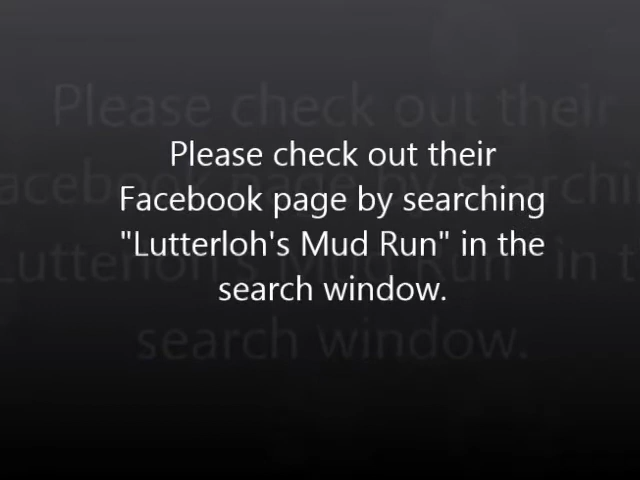 Please check out their
Facebook page by searching
"Lutterloh's Mud Run" in the
search window.